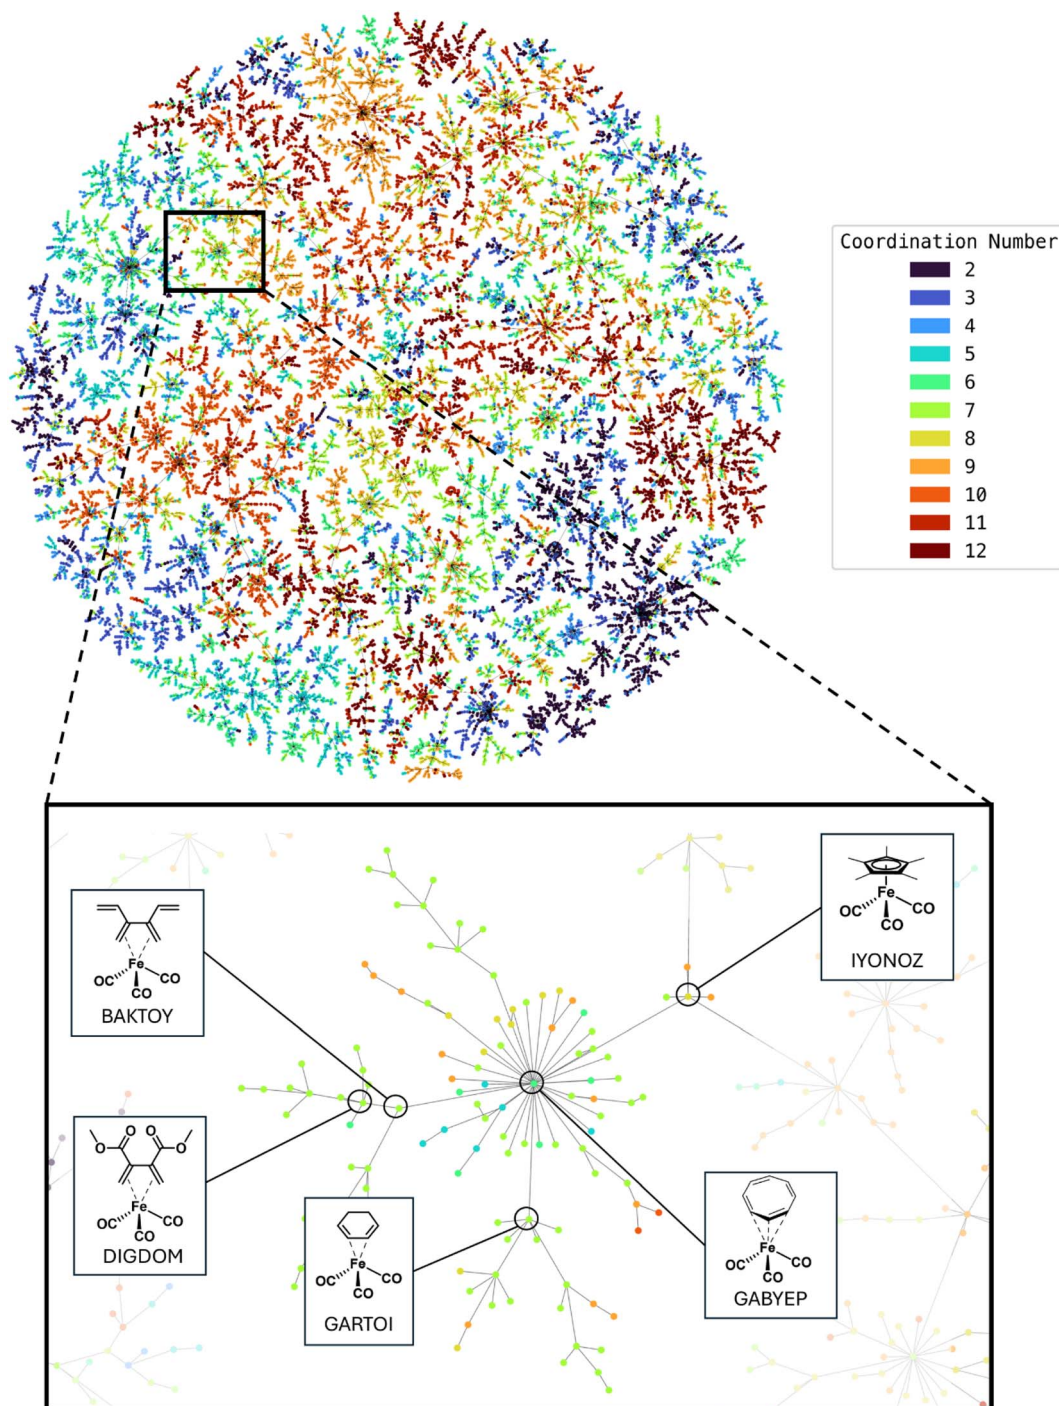 Coordination Number
2
3
4
5
6
7
8
9
10
11
12
Fe
OC
CO
CO
BAKTOY
Fe
OC
CO
CO
IYONOZ
O
O
O
O
Fe
OC
CO
CO
DIGDOM
Fe
OC
CO
CO
GARTOI
Fe
OC
CO
CO
GABYEP